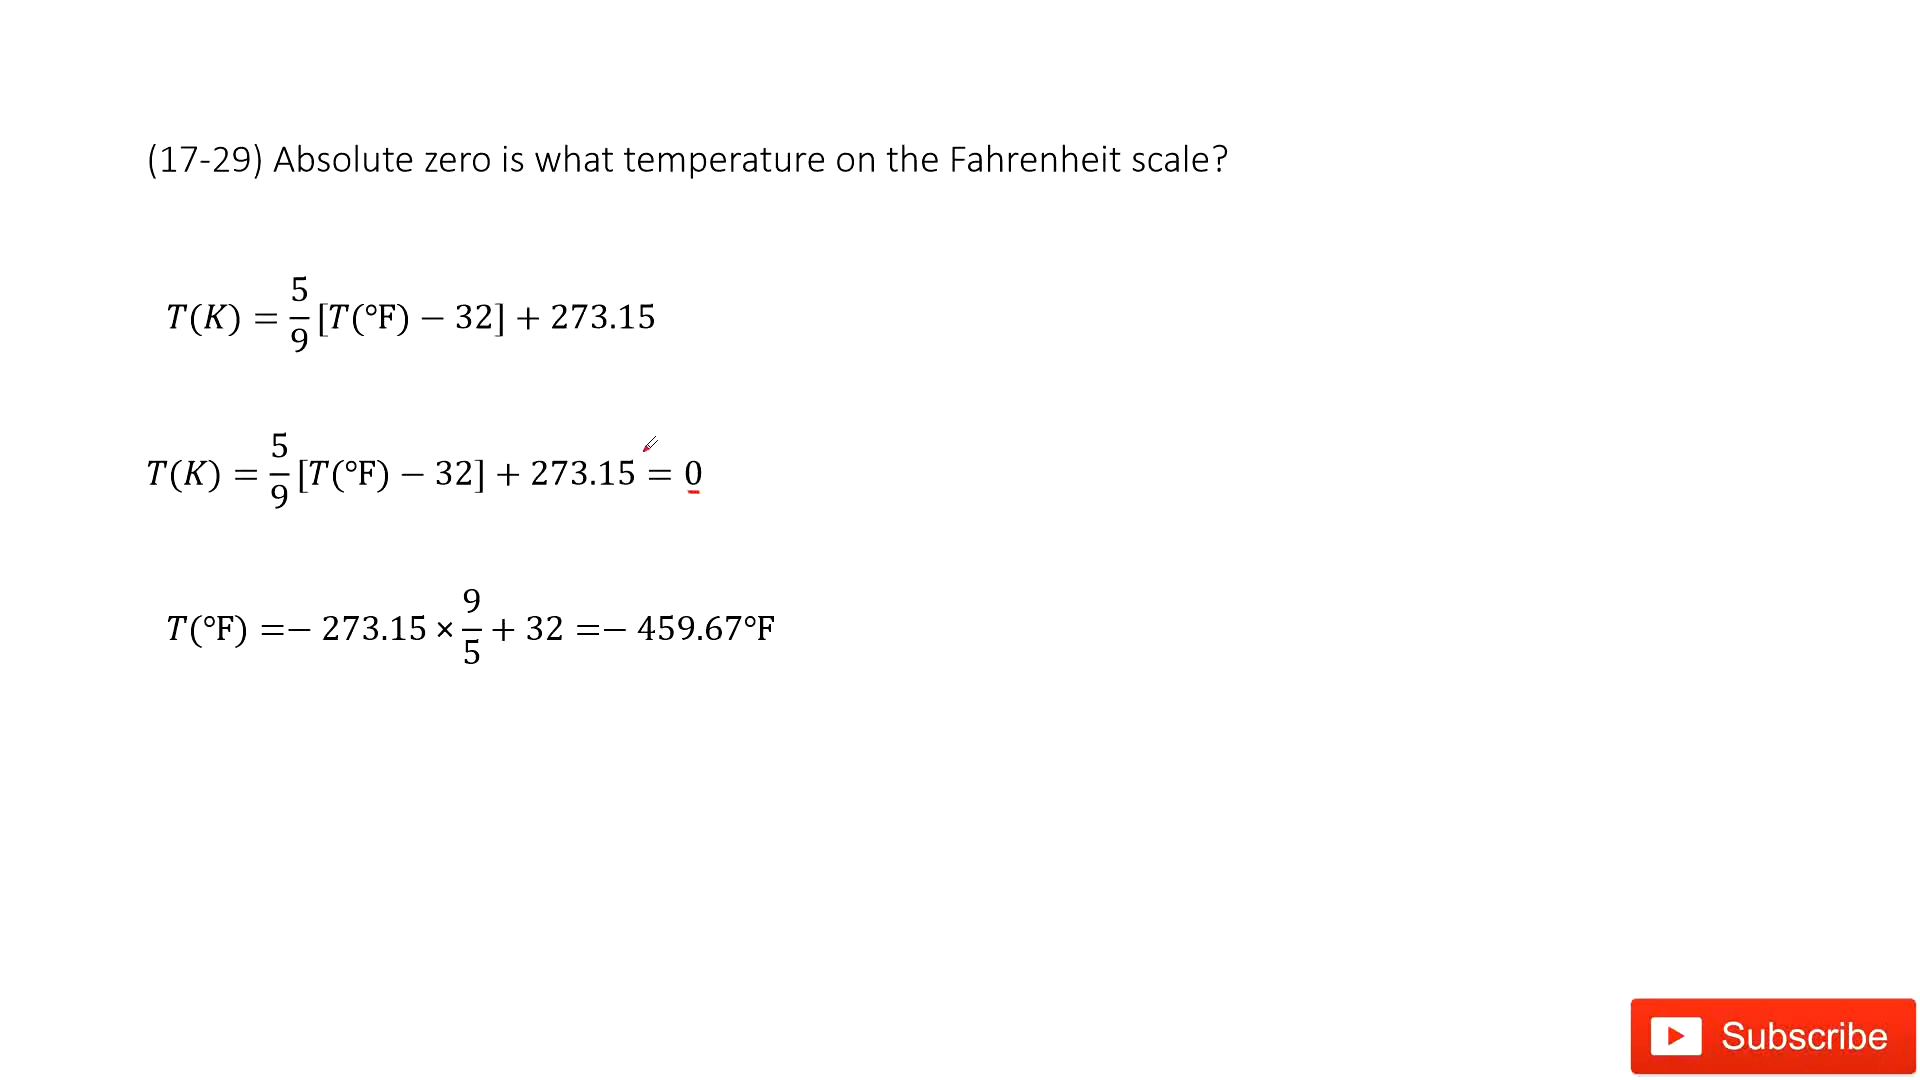 (17-29) Absolute zero is what temperature on the Fahrenheit scale?
T(K) = 5/9 [T(°F) − 32] + 273.15
T(K) = 5/9 [T(°F) − 32] + 273.15 = 0
T(°F) =− 273.15 × 9/5 + 32 =− 459.67°F
Subscribe